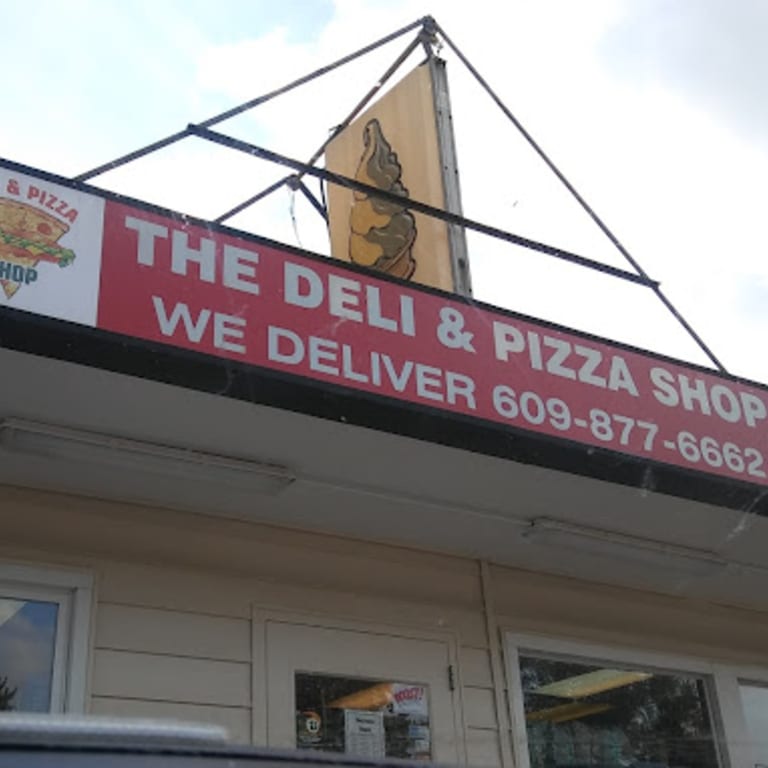 & PIZZA
HOP
THE DELI & PIZZA SHOP
WE DELIVER 609-877-6662